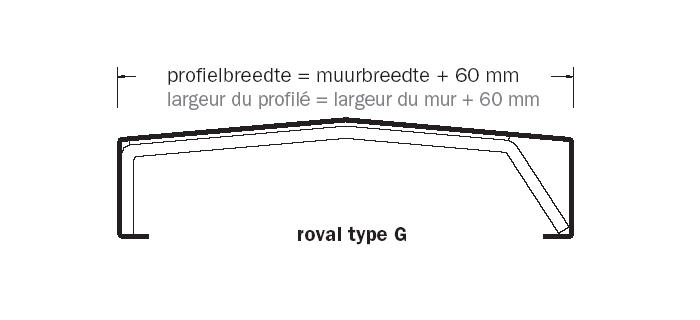 profielbreedte = muurbreedte + 60 mm
largeur du profilé = largeur du mur + 60 mm
roval type G